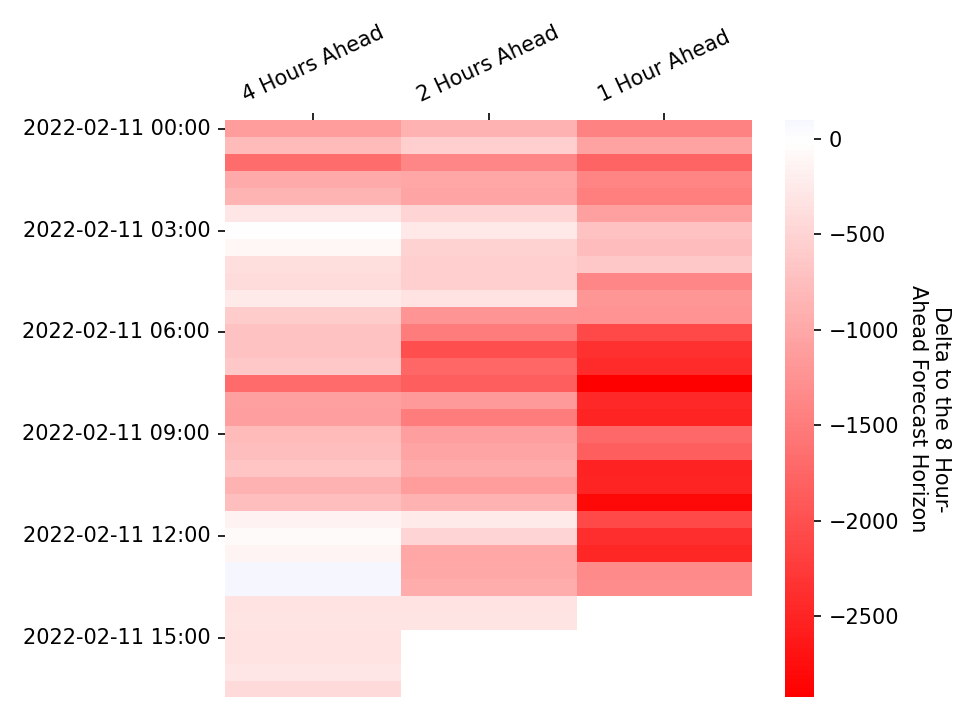 4 Hours Ahead
2 Hours Ahead
1 Hour Ahead
2022-02-11 00:00
2022-02-11 03:00
2022-02-11 06:00
2022-02-11 09:00
2022-02-11 12:00
2022-02-11 15:00
0
−500
−1000
−1500
−2000
−2500
Delta to the 8 Hour-
Ahead Forecast Horizon